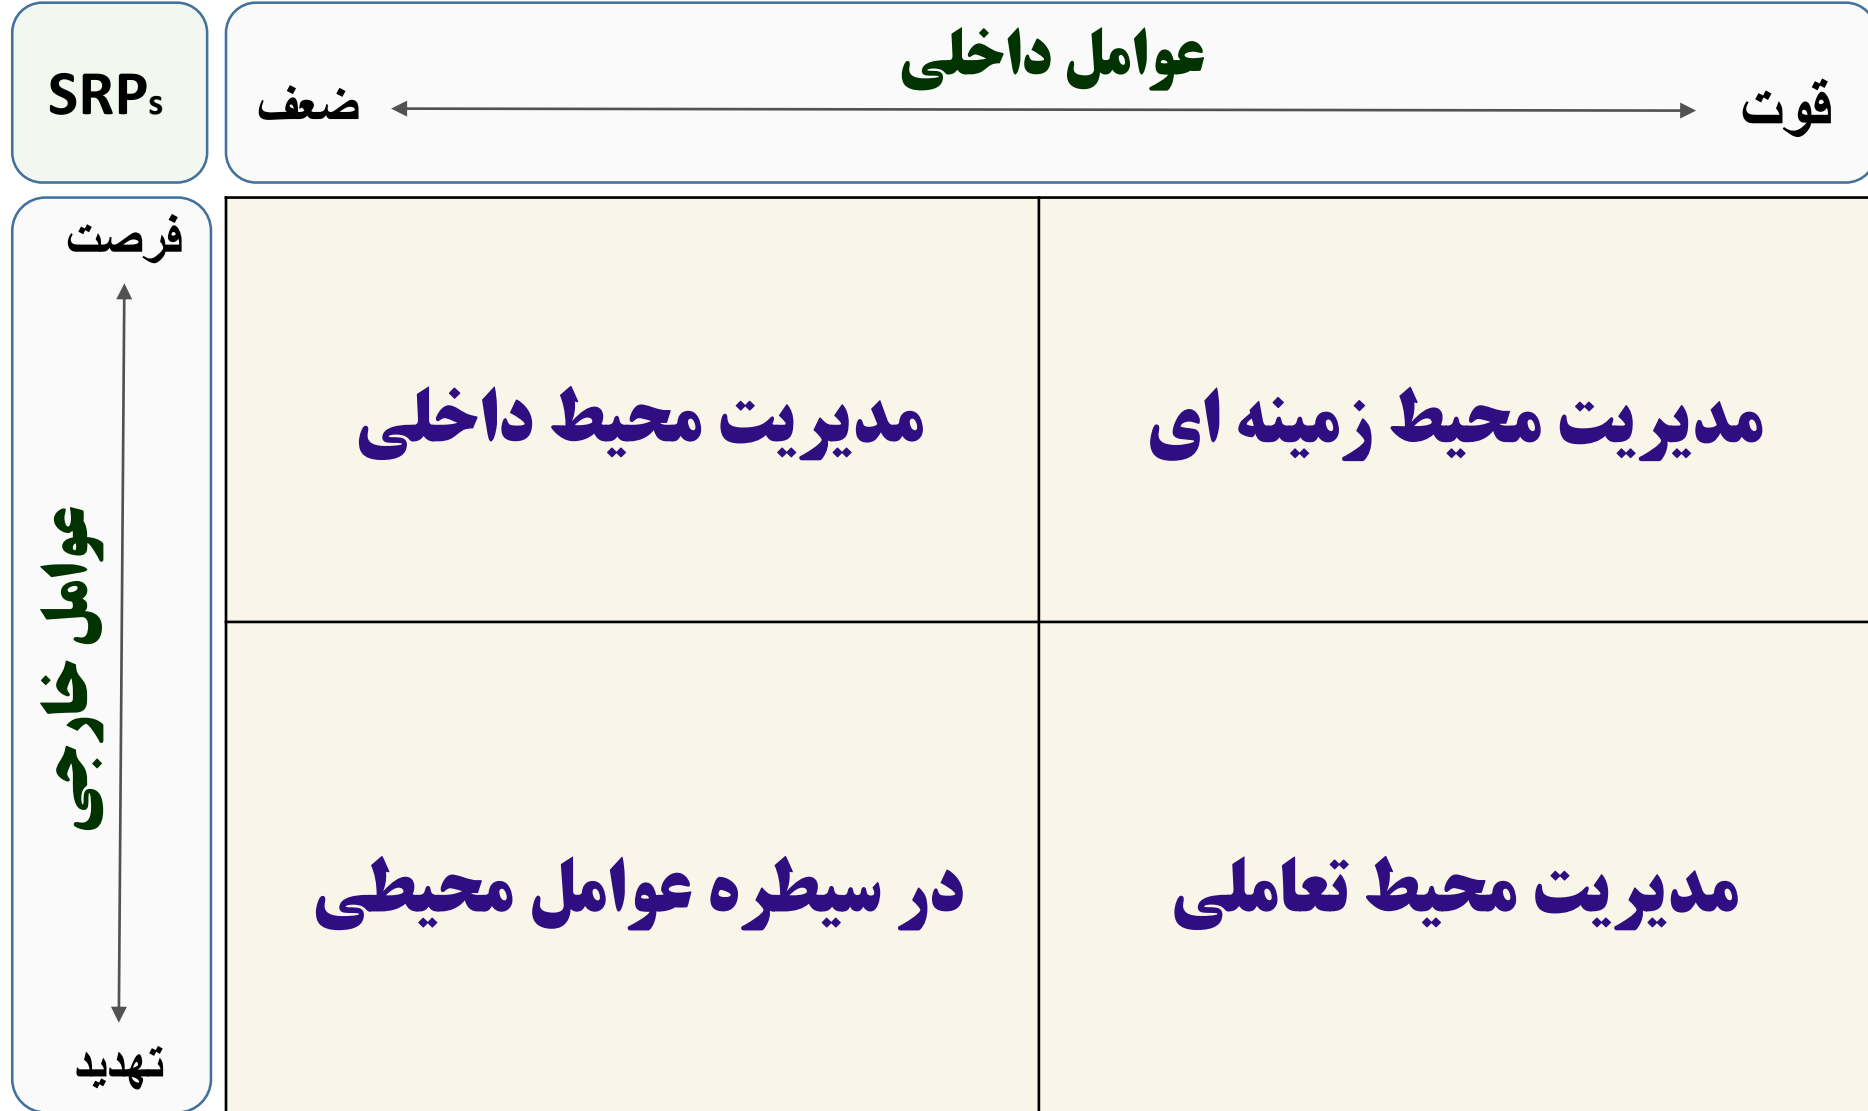 SRPs
عوامل داخلی
قوت
ضعف
فرصت
عوامل خارجی
تهدید
مدیریت محیط زمینه ای
مدیریت محیط داخلی
مدیریت محیط تعاملی
در سیطره عوامل محیطی